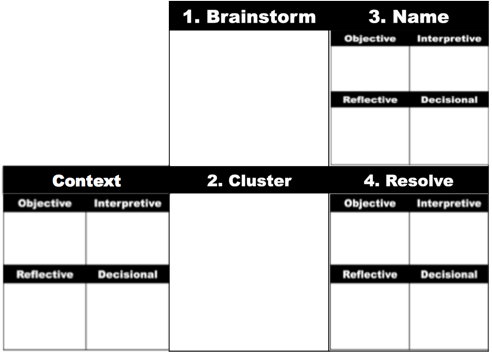 1. Brainstorm
3. Name
Objective Interpretive
Reflective Decisional
Context
2. Cluster
4. Resolve
Objective Interpretive
Objective Interpretive
Reflective Decisional
Reflective Decisional